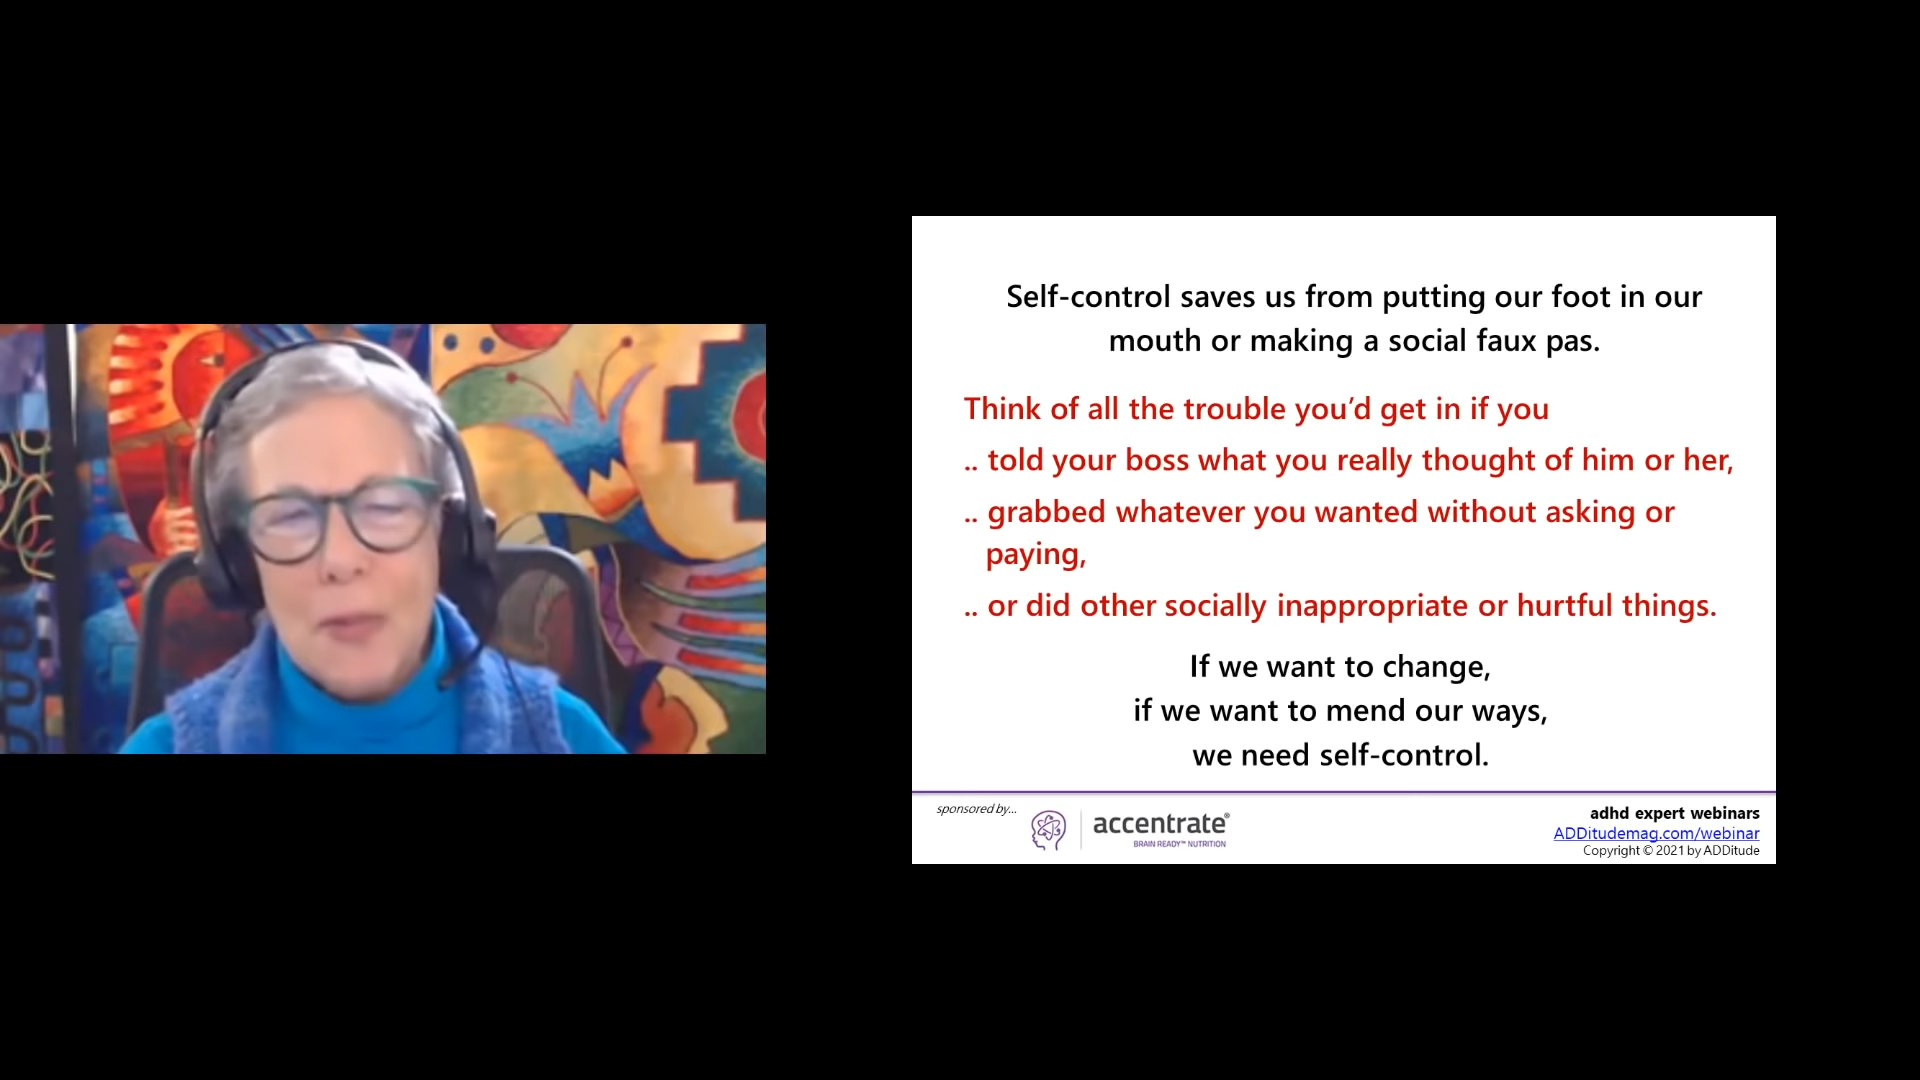 Self-control saves us from putting our foot in our
mouth or making a social faux pas.
Think of all the trouble you’d get in if you
.. told your boss what you really thought of him or her,
.. grabbed whatever you wanted without asking or
paying,
.. or did other socially inappropriate or hurtful things.
If we want to change,
if we want to mend our ways,
we need self-control.
sponsored by...
accentrate®
BRAIN READY™ NUTRITION
adhd expert webinars
ADDitudemag.com/webinar
Copyright © 2021 by ADDitude